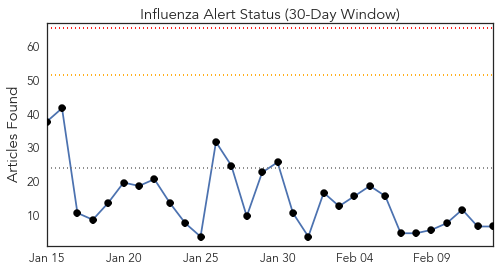 Influenza Alert Status (30-Day Window)
Articles Found
60
50
40
30
20
10
Jan 15 Jan 20 Jan 25 Jan 30 Feb 04 Feb 09